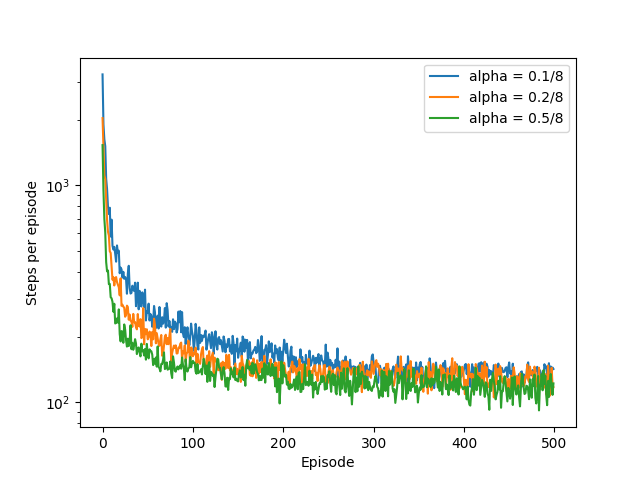 alpha = 0.1/8
alpha = 0.2/8
alpha = 0.5/8
Steps per episode
10³
10²
0 100 200 300 400 500
Episode